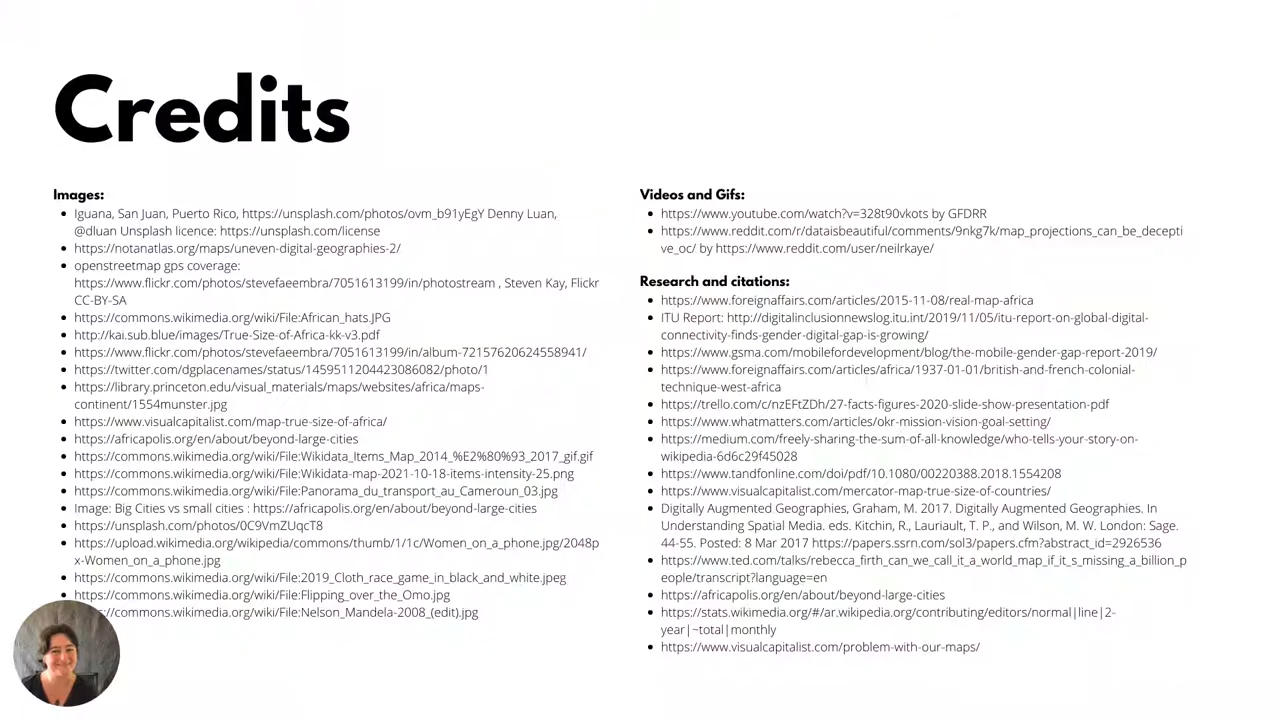 Credits
Images:
Iguana, San Juan, Puerto Rico, https://unsplash.com/photos/ovm_b91yEgY Denny Luan,
@dluan Unsplash licence: https://unsplash.com/license
https://notanatlas.org/maps/uneven-digital-geographies-2/
openstreetmap gps coverage:
https://www.flickr.com/photos/stevefaeembra/7051613199/in/photostream , Steven Kay, Flickr
CC-BY-SA
https://commons.wikimedia.org/wiki/File:African_hats.JPG
http://kai.sub.blue/images/True-Size-of-Africa-kk-v3.pdf
https://www.flickr.com/photos/stevefaeembra/7051613199/in/album-72157620624558941/
https://twitter.com/dgplacenames/status/1459511204423086082/photo/1
https://library.princeton.edu/visual_materials/maps/websites/africa/maps-
continent/1554munster.jpg
https://www.visualcapitalist.com/map-true-size-of-africa/
https://africapolis.org/en/about/beyond-large-cities
https://commons.wikimedia.org/wiki/File:Wikidata_Items_Map_2014_%E2%80%93_2017_gif.gif
https://commons.wikimedia.org/wiki/File:Wikidata-map-2021-10-18-items-intensity-25.png
https://commons.wikimedia.org/wiki/File:Panorama_du_transport_au_Cameroun_03.jpg
Image: Big Cities vs small cities : https://africapolis.org/en/about/beyond-large-cities
https://unsplash.com/photos/0C9VmZUqcT8
https://upload.wikimedia.org/wikipedia/commons/thumb/1/1c/Women_on_a_phone.jpg/2048p
x-Women_on_a_phone.jpg
https://commons.wikimedia.org/wiki/File:2019_Cloth_race_game_in_black_and_white.jpeg
https://commons.wikimedia.org/wiki/File:Flipping_over_the_Omo.jpg
://commons.wikimedia.org/wiki/File:Nelson_Mandela-2008_(edit).jpg
Videos and Gifs:
https://www.youtube.com/watch?v=328t90vkots by GFDRR
https://www.reddit.com/r/dataisbeautiful/comments/9nkg7k/map_projections_can_be_decepti
ve_oc/ by https://www.reddit.com/user/neilrkaye/
Research and citations:
https://www.foreignaffairs.com/articles/2015-11-08/real-map-africa
ITU Report: http://digitalinclusionnewslog.itu.int/2019/11/05/itu-report-on-global-digital-
connectivity-finds-gender-digital-gap-is-growing/
https://www.gsma.com/mobilefordevelopment/blog/the-mobile-gender-gap-report-2019/
https://www.foreignaffairs.com/articles/africa/1937-01-01/british-and-french-colonial-
technique-west-africa
https://trello.com/c/nzEFtZDh/27-facts-figures-2020-slide-show-presentation-pdf
https://www.whatmatters.com/articles/okr-mission-vision-goal-setting/
https://medium.com/freely-sharing-the-sum-of-all-knowledge/who-tells-your-story-on-
wikipedia-6d6c29f45028
https://www.tandfonline.com/doi/pdf/10.1080/00220388.2018.1554208
https://www.visualcapitalist.com/mercator-map-true-size-of-countries/
Digitally Augmented Geographies, Graham, M. 2017. Digitally Augmented Geographies. In
Understanding Spatial Media. eds. Kitchin, R., Lauriault, T. P., and Wilson, M. W. London: Sage.
44-55. Posted: 8 Mar 2017 https://papers.ssrn.com/sol3/papers.cfm?abstract_id=2926536
https://www.ted.com/talks/rebecca_firth_can_we_call_it_a_world_map_if_it_s_missing_a_billion_p
eople/transcript?language=en
https://africapolis.org/en/about/beyond-large-cities
https://stats.wikimedia.org/#/ar.wikipedia.org/contributing/editors/normal|line|2-
year|~total|monthly
https://www.visualcapitalist.com/problem-with-our-maps/